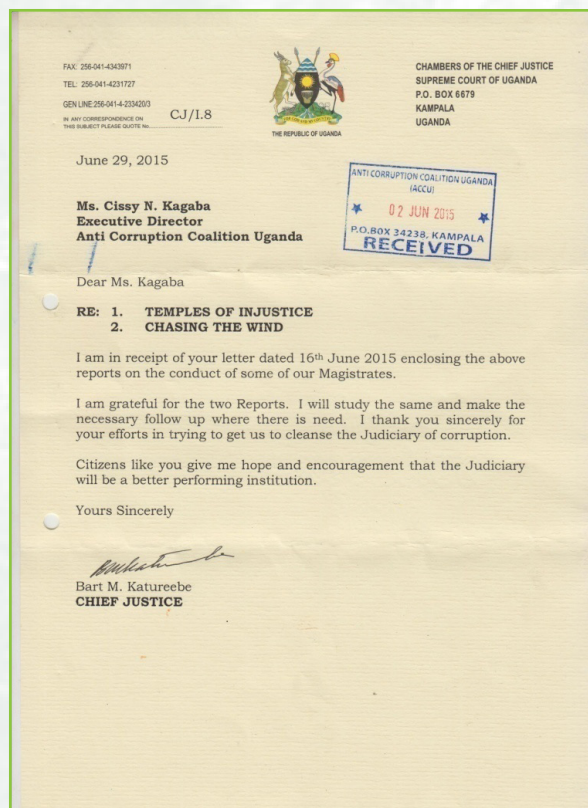 FAX: 256-041-4343971
TEL: 256-041-4231727
GEN LINE:256-041-4-233420/3
IN ANY CORRESPONDENCE ON
THIS SUBJECT PLEASE QUOTE No. CJ/I.8
THE REPUBLIC OF UGANDA
CHAMBERS OF THE CHIEF JUSTICE
SUPREME COURT OF UGANDA
P.O. BOX 6679
KAMPALA
UGANDA
June 29, 2015
ANTI CORRUPTION COALITION UGANDA
(ACCU)
02 JUN 2015
P.O.BOX 34238, KAMPALA
RECEIVED
Ms. Cissy N. Kagaba
Executive Director
Anti Corruption Coalition Uganda
Dear Ms. Kagaba
RE: 1. TEMPLES OF INJUSTICE
2. CHASING THE WIND
I am in receipt of your letter dated 16th June 2015 enclosing the above
reports on the conduct of some of our Magistrates.
I am grateful for the two Reports. I will study the same and make the
necessary follow up where there is need. I thank you sincerely for
your efforts in trying to get us to cleanse the Judiciary of corruption.
Citizens like you give me hope and encouragement that the Judiciary
will be a better performing institution.
Yours Sincerely
Bart M. Katureebe
CHIEF JUSTICE